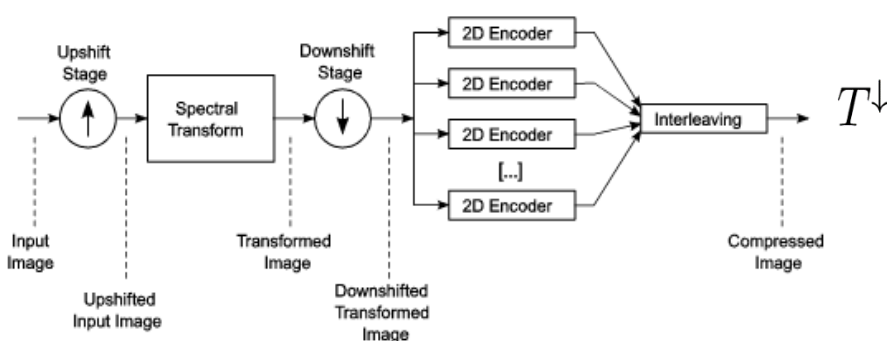 Upshift
Stage
Spectral
Transform
Downshift
Stage
2D Encoder
2D Encoder
2D Encoder
[...]
2D Encoder
Interleaving
T↓
Input
Image
Upshifted
Input Image
Transformed
Image
Downshifted
Transformed
Image
Compressed
Image